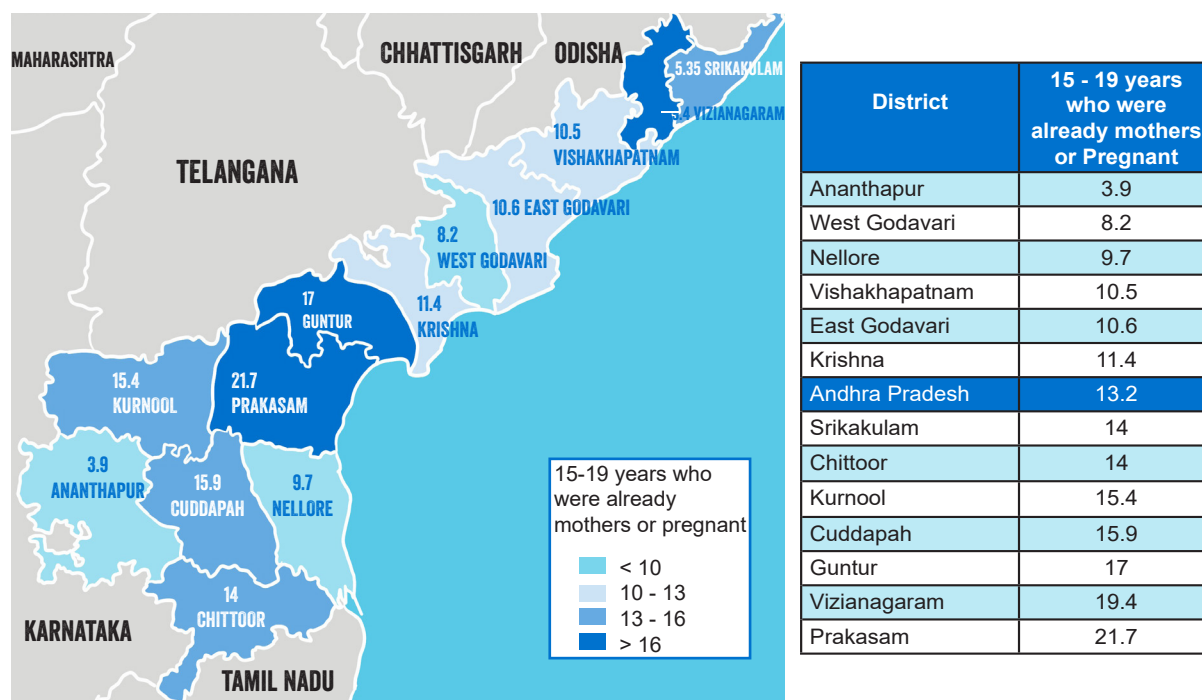 MAHARASHTRA
CHHATTISGARH
ODISHA
5.35 SRIKAKULAM
5.4 VIZIANAGARAM
10.5
VISHAKHAPATNAM
TELANGANA
10.6 EAST GODAVARI
8.2
WEST GODAVARI
17
GUNTUR
11.4
KRISHNA
15.4
KURNOOL
21.7
PRAKASAM
3.9
ANANTHAPUR
15.9
CUDDAPAH
9.7
NELLORE
14
CHITTOOR
KARNATAKA
TAMIL NADU
15-19 years who
were already
mothers or pregnant
< 10
10 - 13
13 - 16
> 16
District
15 - 19 years
who were
already mothers
or Pregnant
Ananthapur 3.9
West Godavari 8.2
Nellore 9.7
Vishakhapatnam 10.5
East Godavari 10.6
Krishna 11.4
Andhra Pradesh 13.2
Srikakulam 14
Chittoor 14
Kurnool 15.4
Cuddapah 15.9
Guntur 17
Vizianagaram 19.4
Prakasam 21.7